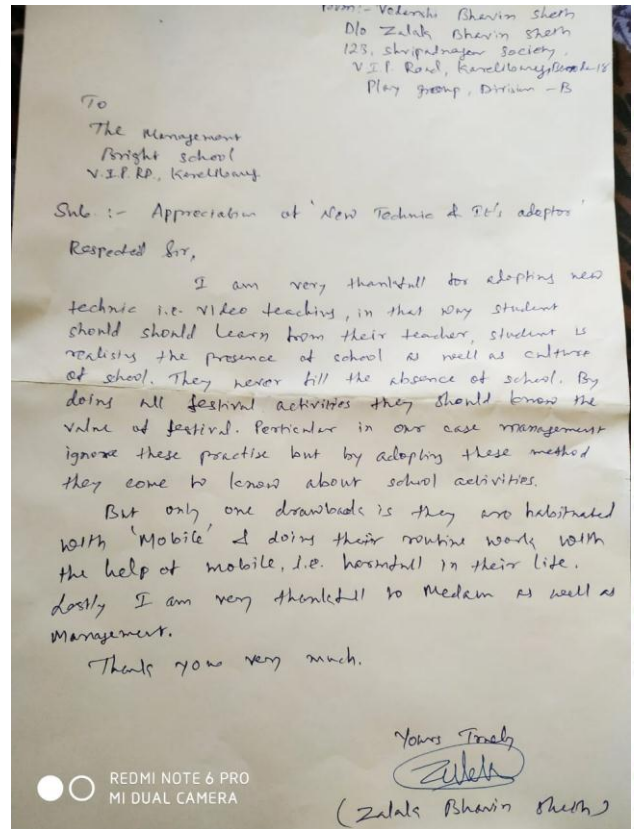 From:- Vedanshi Bhavin Sheth
D/o Zalak Bhavin Sheth
123, Shripatnagar Society,
V.I.P. Road, Karelibaug, 18
Play group, Division - B
To
The Management
Bright School
V.I.P. RD., Karelibaug
Sub :- Appreciation of 'New Technic & It's adoptor'
Respected Sir,
I am very thankfull for adopting new
technic i.e. video teaching, in that way student
should should learn from their teacher, student is
realising the presence of school as well as culture
of shool. They never fill the absence of school. By
doing all festival activities they should know the
value of festival. Perticular in our case management
ignore these practise but by adopting these method
they come to know about school activities.
But only one drawback is they are habituated
with 'Mobile' & doing their routine work with
the help of mobile, i.e. harmfull in their life.
Lastly I am very thankfull to Medam as well as
Management.
Thank you very much.
Yours Truely
(Zalak Bhavin Sheth)
REDMI NOTE 6 PRO
MI DUAL CAMERA